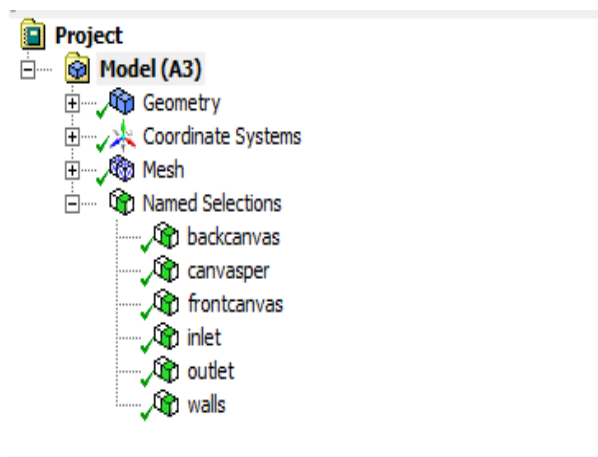 Project
Model (A3)
Geometry
Coordinate Systems
Mesh
Named Selections
backcanvas
canvasper
frontcanvas
inlet
outlet
walls